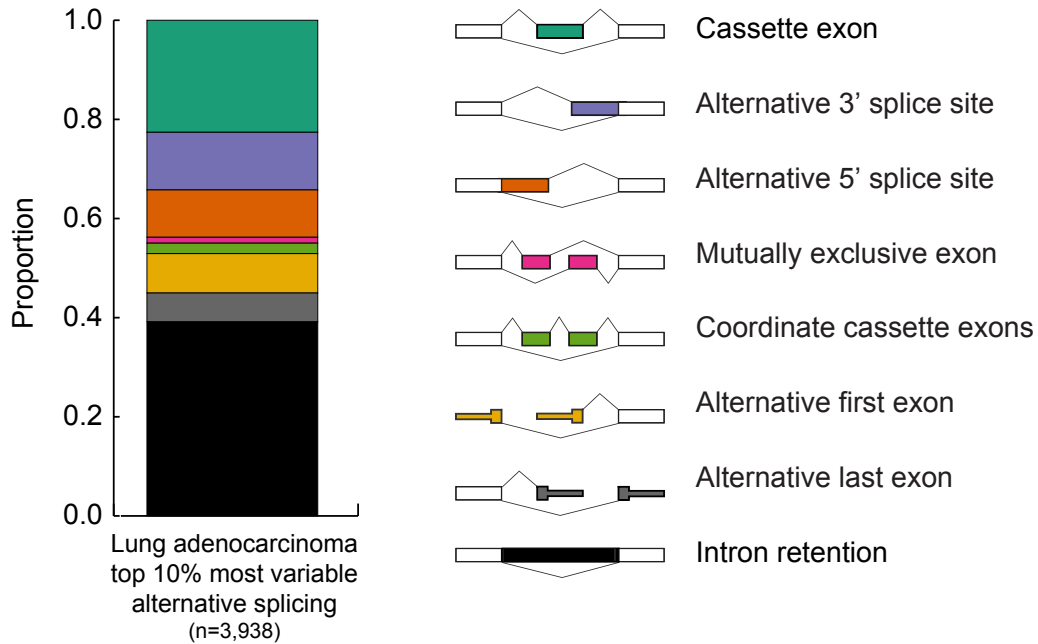 Proportion
1.0
0.8
0.6
0.4
0.2
0.0
Lung adenocarcinoma
top 10% most variable
alternative splicing
(n=3,938)
Cassette exon
Alternative 3’ splice site
Alternative 5’ splice site
Mutually exclusive exon
Coordinate cassette exons
Alternative first exon
Alternative last exon
Intron retention